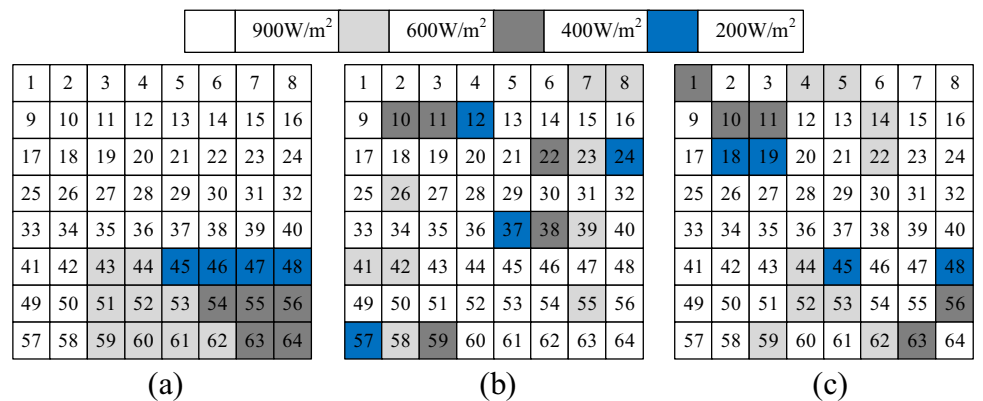 900W/m² 600W/m² 400W/m² 200W/m²
1 2 3 4 5 6 7 8
9 10 11 12 13 14 15 16
17 18 19 20 21 22 23 24
25 26 27 28 29 30 31 32
33 34 35 36 37 38 39 40
41 42 43 44 45 46 47 48
49 50 51 52 53 54 55 56
57 58 59 60 61 62 63 64
(a)
1 2 3 4 5 6 7 8
9 10 11 12 13 14 15 16
17 18 19 20 21 22 23 24
25 26 27 28 29 30 31 32
33 34 35 36 37 38 39 40
41 42 43 44 45 46 47 48
49 50 51 52 53 54 55 56
57 58 59 60 61 62 63 64
(b)
1 2 3 4 5 6 7 8
9 10 11 12 13 14 15 16
17 18 19 20 21 22 23 24
25 26 27 28 29 30 31 32
33 34 35 36 37 38 39 40
41 42 43 44 45 46 47 48
49 50 51 52 53 54 55 56
57 58 59 60 61 62 63 64
(c)